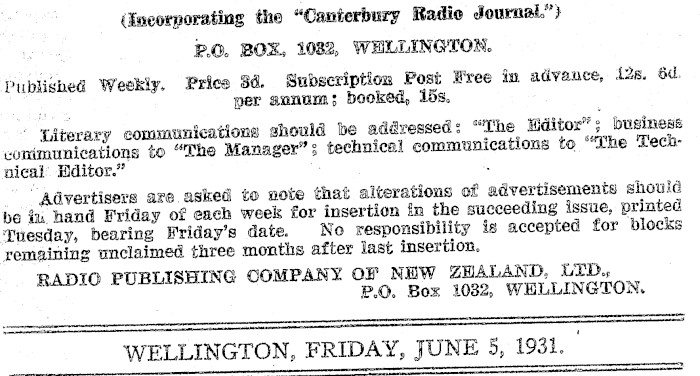 (Incorporating the "Canterbury Radio Journal.")
P.O. BOX, 1032, WELLINGTON.
Published Weekly. Price 3d. Subscription Post Free in advance, 12s. 6d.
per annum; booked, 15s.
Literary communications should be addressed: "The Editor"; business
communications to "The Manager"; technical communications to "The Tech-
nical Editor."
Advertisers are asked to note that alterations of advertisements should
be in hand Friday of each week for insertion in the succeeding issue, printed
Tuesday, bearing Friday's date. No responsibility is accepted for blocks
remaining unclaimed three months after last insertion.
RADIO PUBLISHING COMPANY OF NEW ZEALAND, LTD.,
P.O. Box 1032, WELLINGTON.
WELLINGTON, FRIDAY, JUNE 5, 1931.